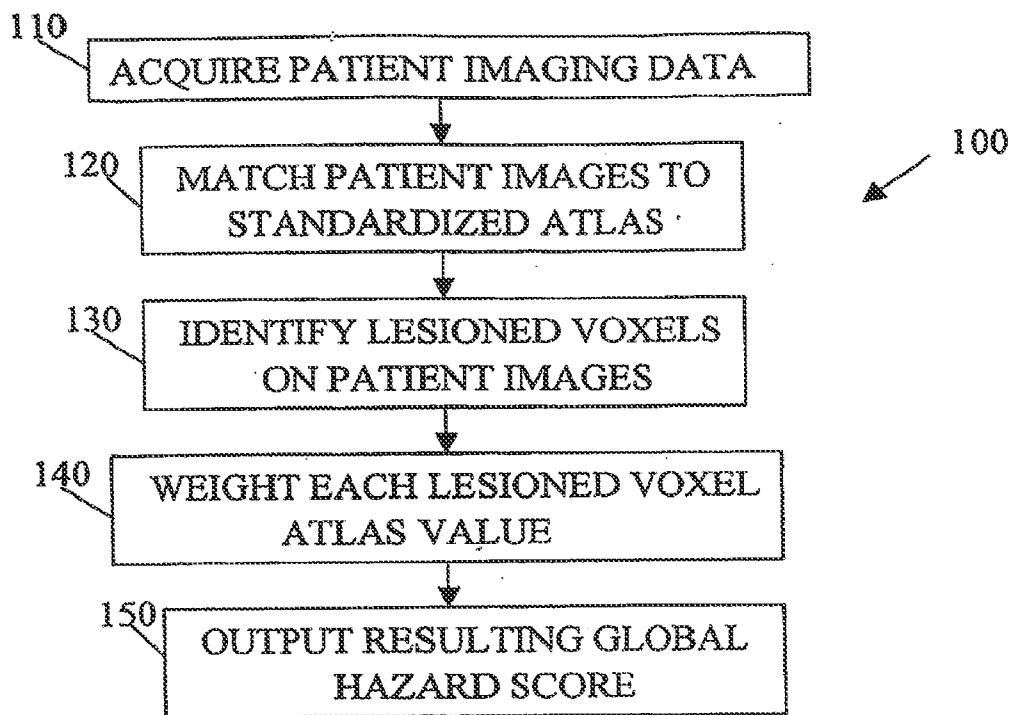 110
ACQUIRE PATIENT IMAGING DATA
100
120
MATCH PATIENT IMAGES TO
STANDARDIZED ATLAS
130
IDENTIFY LESIONED VOXELS
ON PATIENT IMAGES
140
WEIGHT EACH LESIONED VOXEL
ATLAS VALUE
150
OUTPUT RESULTING GLOBAL
HAZARD SCORE